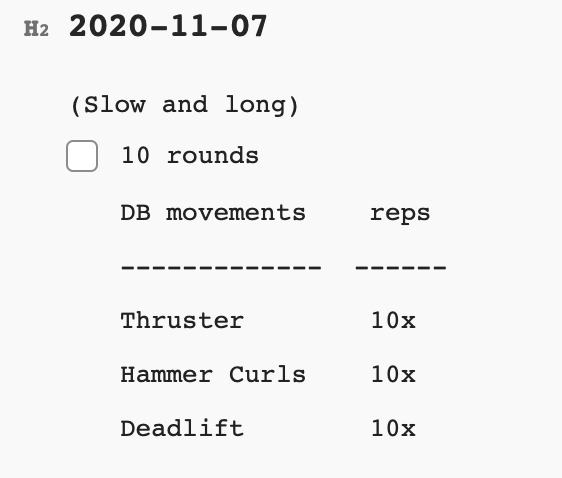 H2 2020-11-07
(Slow and long)
10 rounds
DB movements reps
------------- ------
Thruster 10x
Hammer Curls 10x
Deadlift 10x